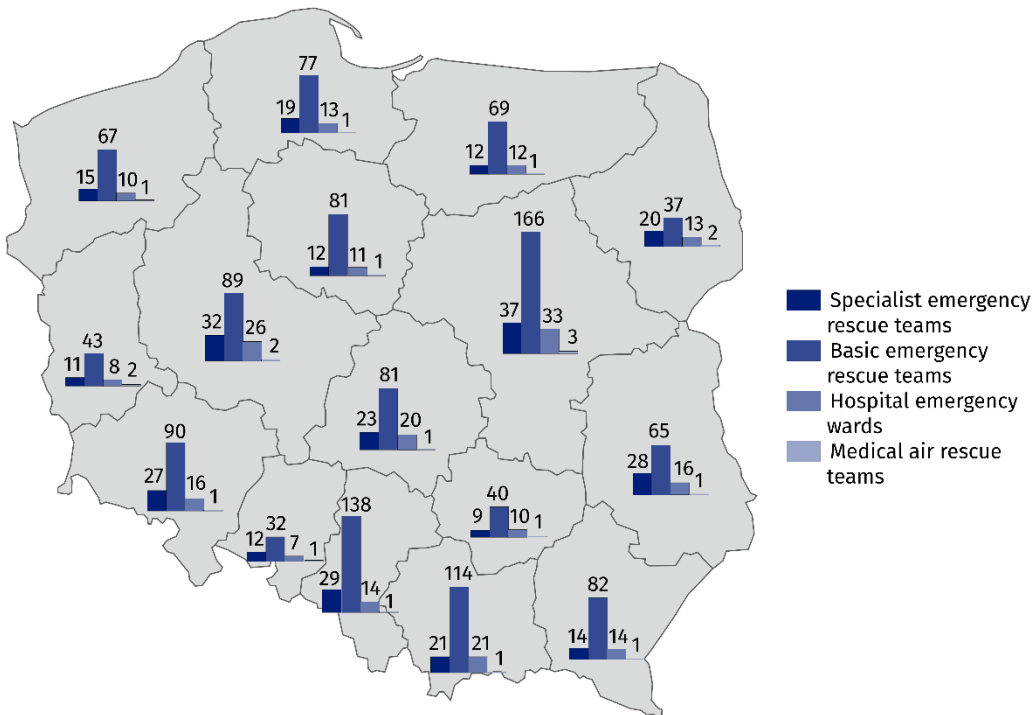 77
19 13 1
69
12 12 1
67
15 10 1
37
20 13 2
81
12 11 1
166
37 33 3
89
32 26 2
43
11 8 2
81
23 20 1
90
27 16 1
65
28 16 1
40
9 10 1
138
29 14 1
32
12 7 1
114
21 21 1
82
14 14 1
Specialist emergency
rescue teams
Basic emergency
rescue teams
Hospital emergency
wards
Medical air rescue
teams